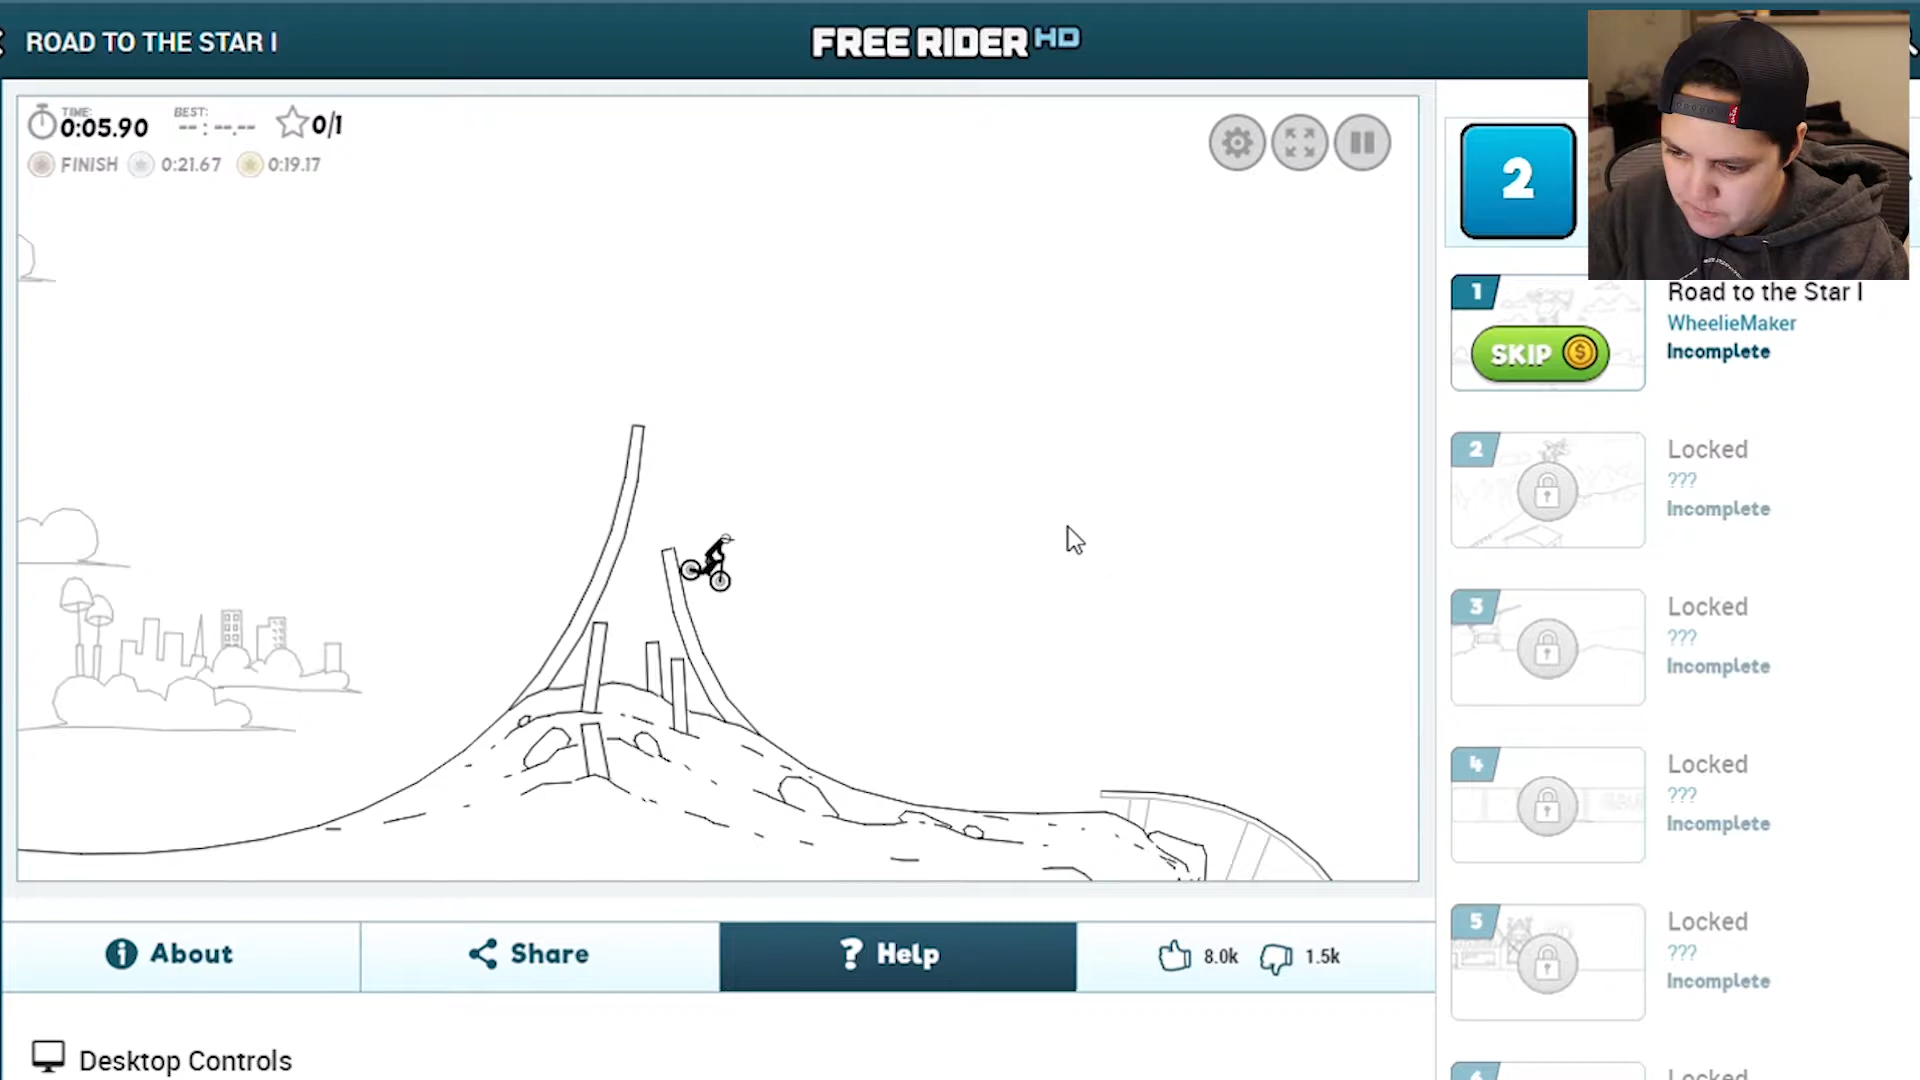 ROAD TO THE STAR I
FREE RIDER HD
TIME:
0:05.90
BEST:
-- : --.--
0/1
FINISH
0:21.67
0:19.17
2
1
SKIP
Road to the Star I
WheelieMaker
Incomplete
2
Locked
???
Incomplete
3
Locked
???
Incomplete
4
Locked
???
Incomplete
5
Locked
???
Incomplete
Locked
About
Share
? Help
8.0k
1.5k
Desktop Controls